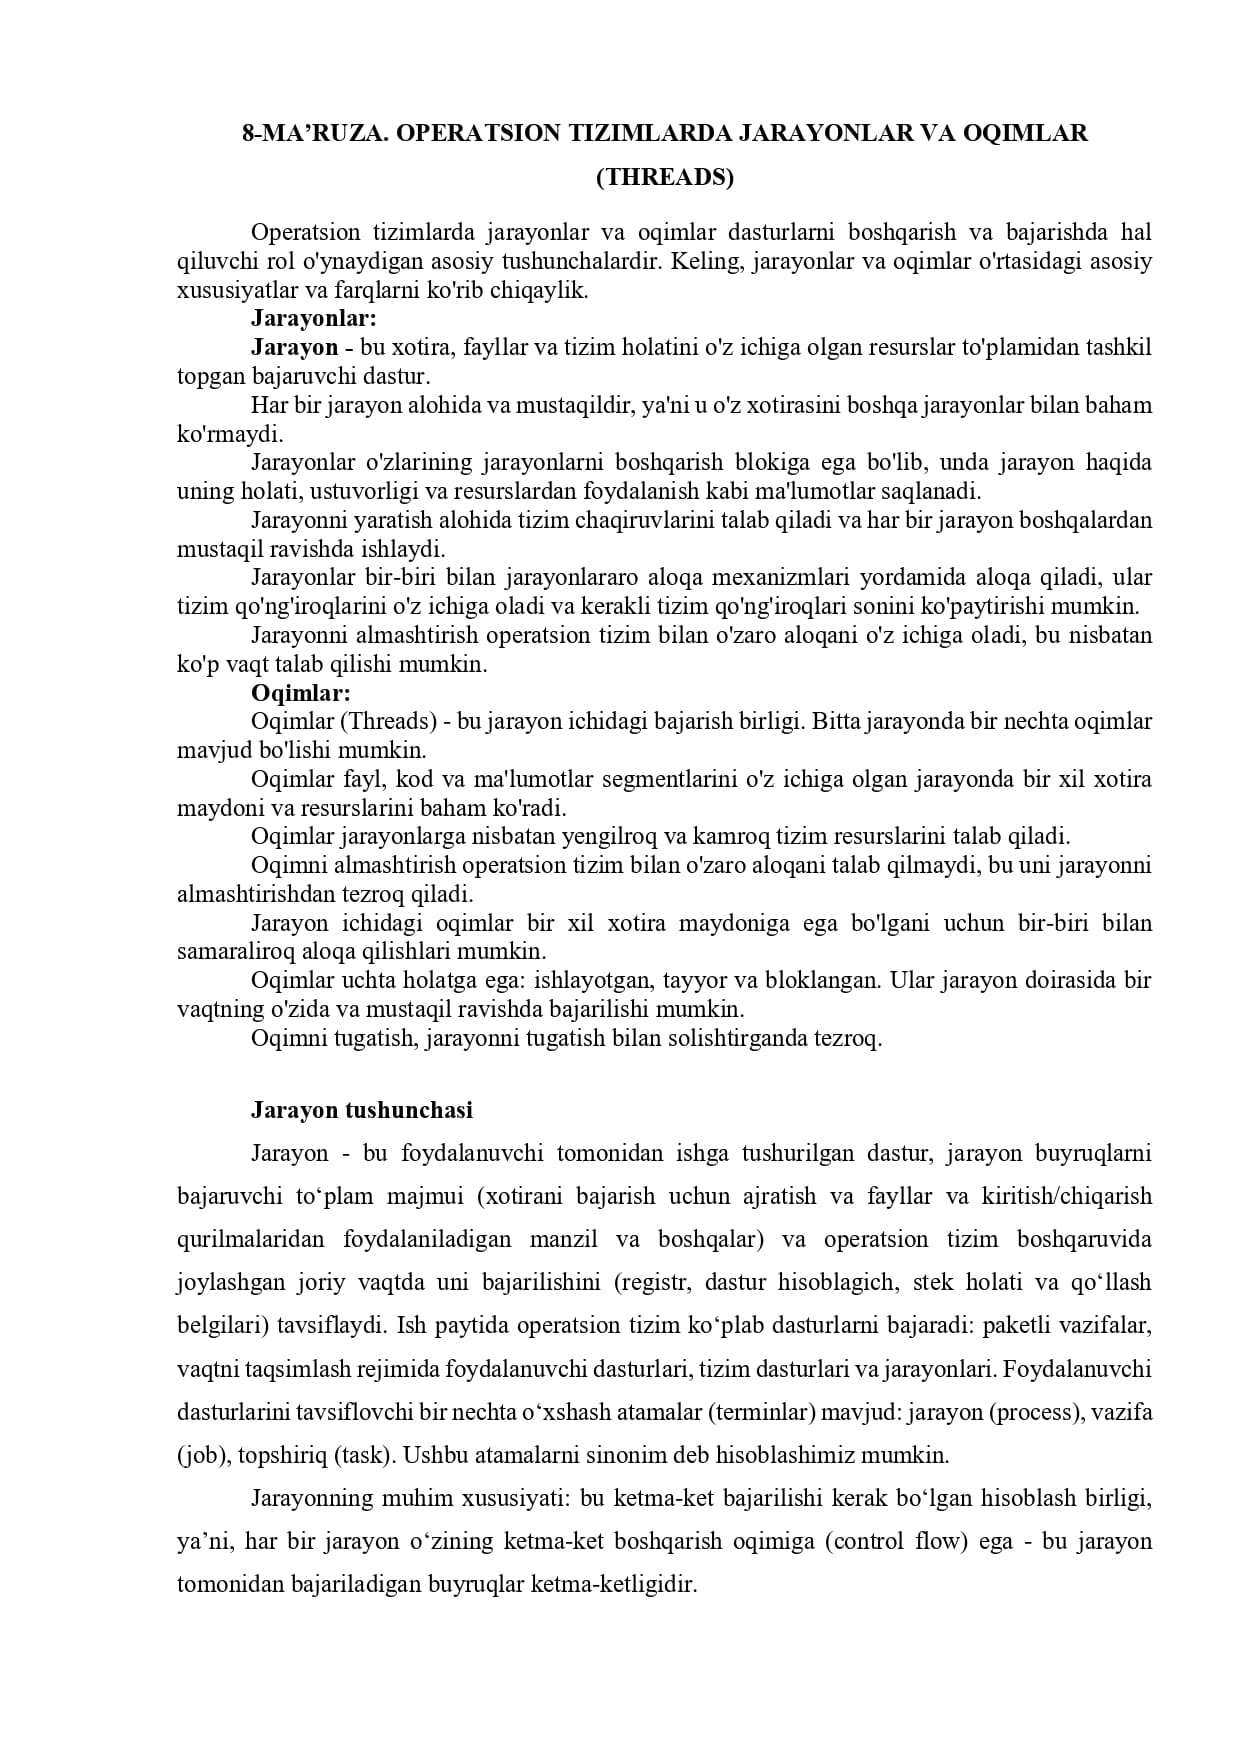 8-MA’RUZA. OPERATSION TIZIMLARDA JARAYONLAR VA OQIMLAR
(THREADS)
Operatsion tizimlarda jarayonlar va oqimlar dasturlarni boshqarish va bajarishda hal
qiluvchi rol o'ynaydigan asosiy tushunchalardir. Keling, jarayonlar va oqimlar o'rtasidagi asosiy
xususiyatlar va farqlarni ko'rib chiqaylik.
Jarayonlar:
Jarayon - bu xotira, fayllar va tizim holatini o'z ichiga olgan resurslar to'plamidan tashkil
topgan bajaruvchi dastur.
Har bir jarayon alohida va mustaqildir, ya'ni u o'z xotirasini boshqa jarayonlar bilan baham
ko'rmaydi.
Jarayonlar o'zlarining jarayonlarni boshqarish blokiga ega bo'lib, unda jarayon haqida
uning holati, ustuvorligi va resurslardan foydalanish kabi ma'lumotlar saqlanadi.
Jarayonni yaratish alohida tizim chaqiruvlarini talab qiladi va har bir jarayon boshqalardan
mustaqil ravishda ishlaydi.
Jarayonlar bir-biri bilan jarayonlararo aloqa mexanizmlari yordamida aloqa qiladi, ular
tizim qo'ng'iroqlarini o'z ichiga oladi va kerakli tizim qo'ng'iroqlari sonini ko'paytirishi mumkin.
Jarayonni almashtirish operatsion tizim bilan o'zaro aloqani o'z ichiga oladi, bu nisbatan
ko'p vaqt talab qilishi mumkin.
Oqimlar:
Oqimlar (Threads) - bu jarayon ichidagi bajarish birligi. Bitta jarayonda bir nechta oqimlar
mavjud bo'lishi mumkin.
Oqimlar fayl, kod va ma'lumotlar segmentlarini o'z ichiga olgan jarayonda bir xil xotira
maydoni va resurslarini baham ko'radi.
Oqimlar jarayonlarga nisbatan yengilroq va kamroq tizim resurslarini talab qiladi.
Oqimni almashtirish operatsion tizim bilan o'zaro aloqani talab qilmaydi, bu uni jarayonni
almashtirishdan tezroq qiladi.
Jarayon ichidagi oqimlar bir xil xotira maydoniga ega bo'lgani uchun bir-biri bilan
samaraliroq aloqa qilishlari mumkin.
Oqimlar uchta holatga ega: ishlayotgan, tayyor va bloklangan. Ular jarayon doirasida bir
vaqtning o'zida va mustaqil ravishda bajarilishi mumkin.
Oqimni tugatish, jarayonni tugatish bilan solishtirganda tezroq.
Jarayon tushunchasi
Jarayon - bu foydalanuvchi tomonidan ishga tushurilgan dastur, jarayon buyruqlarni
bajaruvchi to‘plam majmui (xotirani bajarish uchun ajratish va fayllar va kiritish/chiqarish
qurilmalaridan foydalaniladigan manzil va boshqalar) va operatsion tizim boshqaruvida
joylashgan joriy vaqtda uni bajarilishini (registr, dastur hisoblagich, stek holati va qo‘llash
belgilari) tavsiflaydi. Ish paytida operatsion tizim ko‘plab dasturlarni bajaradi: paketli vazifalar,
vaqtni taqsimlash rejimida foydalanuvchi dasturlari, tizim dasturlari va jarayonlari. Foydalanuvchi
dasturlarini tavsiflovchi bir nechta o‘xshash atamalar (terminlar) mavjud: jarayon (process), vazifa
(job), topshiriq (task). Ushbu atamalarni sinonim deb hisoblashimiz mumkin.
Jarayonning muhim xususiyati: bu ketma-ket bajarilishi kerak bo‘lgan hisoblash birligi,
ya’ni, har bir jarayon o‘zining ketma-ket boshqarish oqimiga (control flow) ega - bu jarayon
tomonidan bajariladigan buyruqlar ketma-ketligidir.